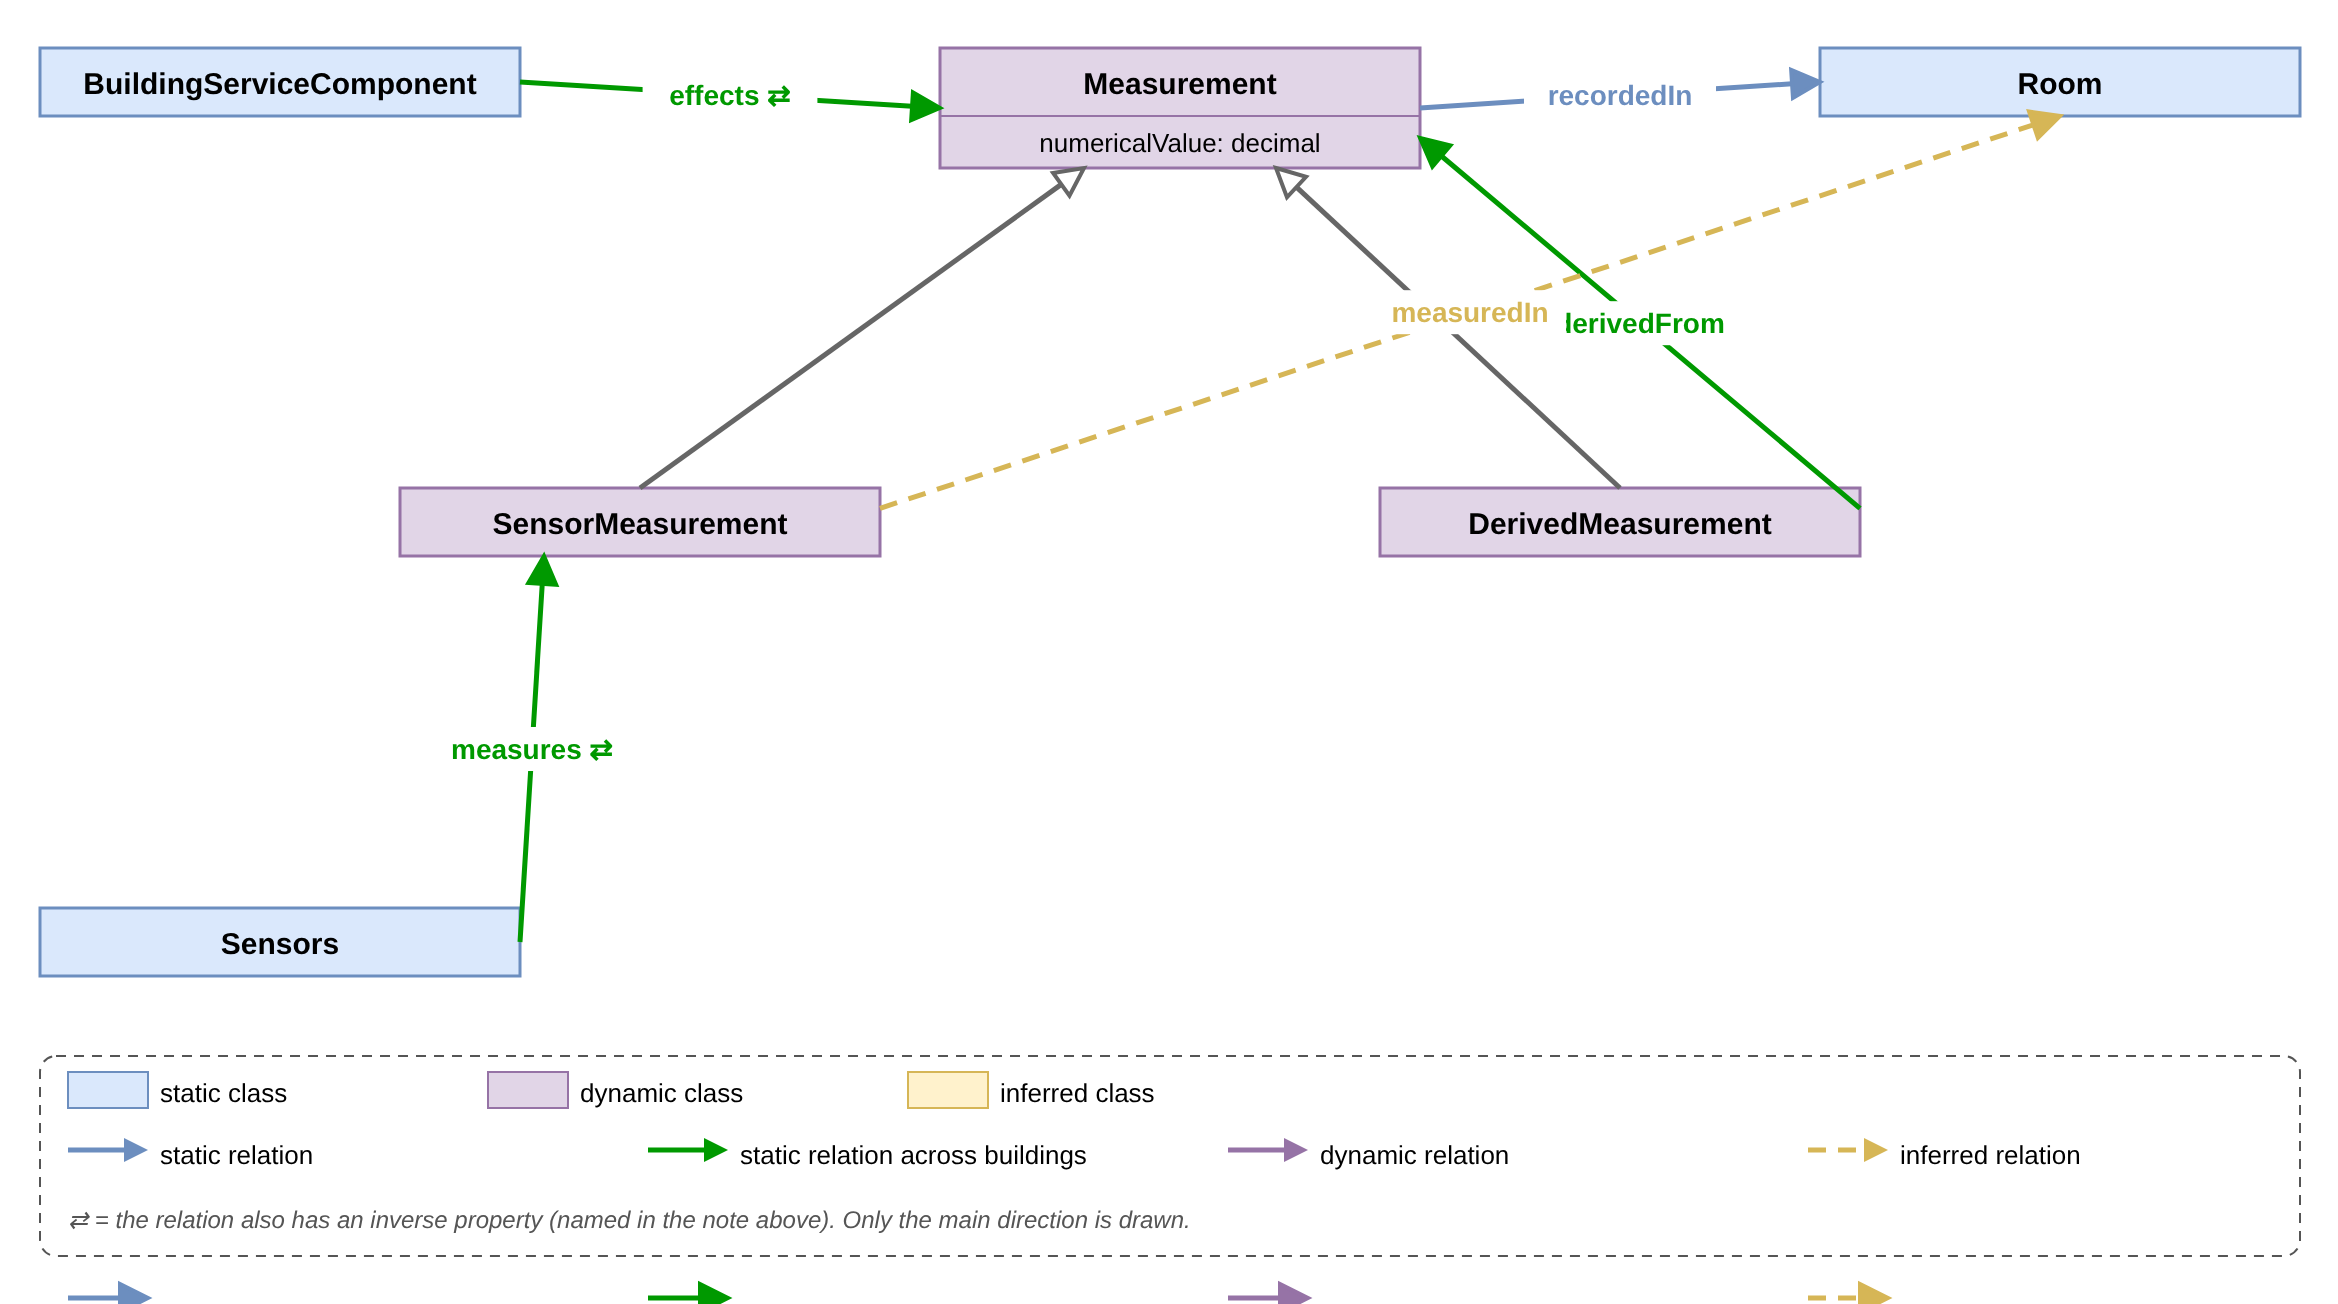 BuildingServiceComponent
effects ⇄
Measurement
numericalValue: decimal
recordedIn
Room
measuredIn
derivedFrom
SensorMeasurement
DerivedMeasurement
measures ⇄
Sensors
static class
dynamic class
inferred class
static relation
static relation across buildings
dynamic relation
inferred relation
⇄ = the relation also has an inverse property (named in the note above). Only the main direction is drawn.